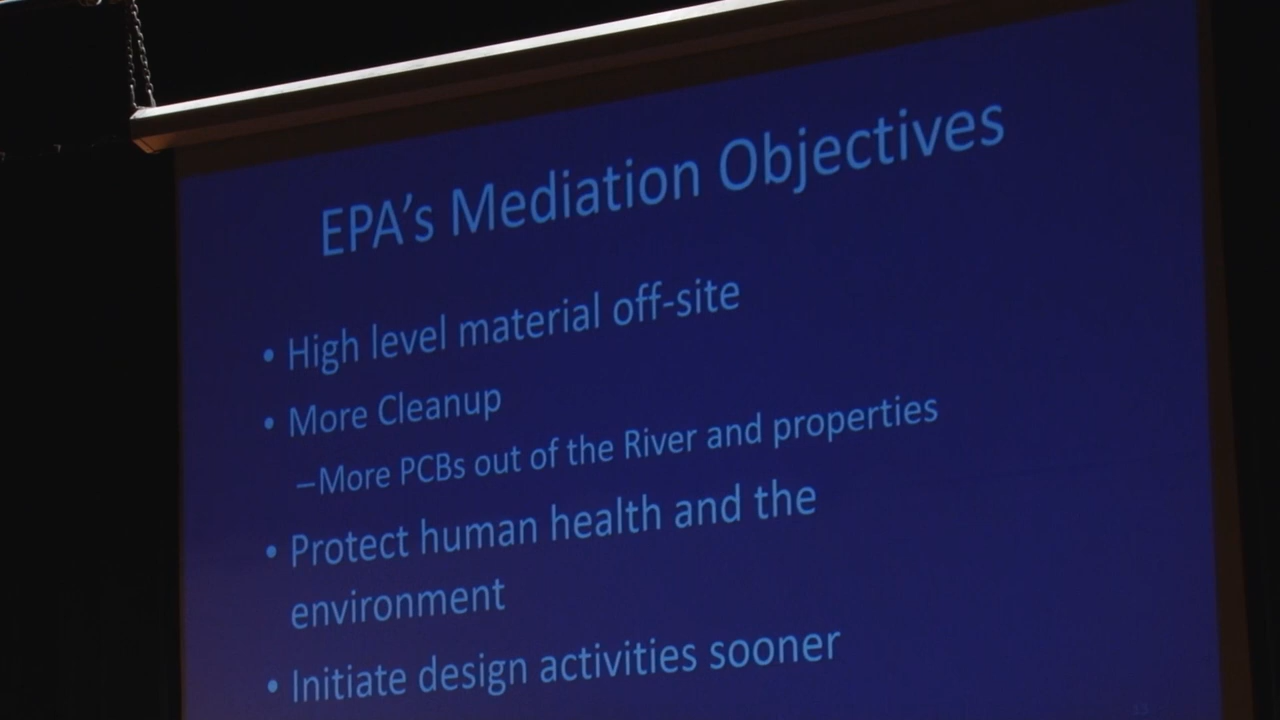 EPA's Mediation Objectives
• High level material off-site
• More Cleanup
–More PCBs out of the River and properties
• Protect human health and the
environment
• Initiate design activities sooner